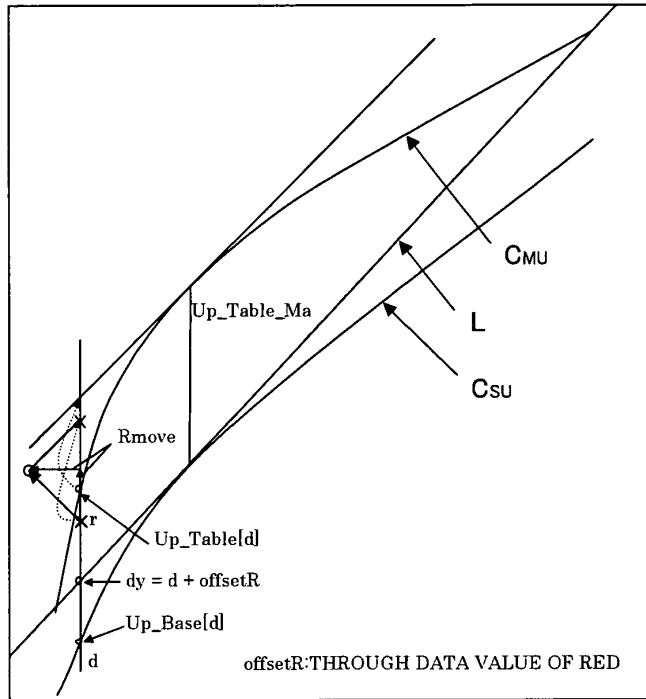 CMU
Up_Table_Ma
L
CSU
Rmove
r
Up_Table[d]
dy = d + offsetR
Up_Base[d]
d
offsetR:THROUGH DATA VALUE OF RED